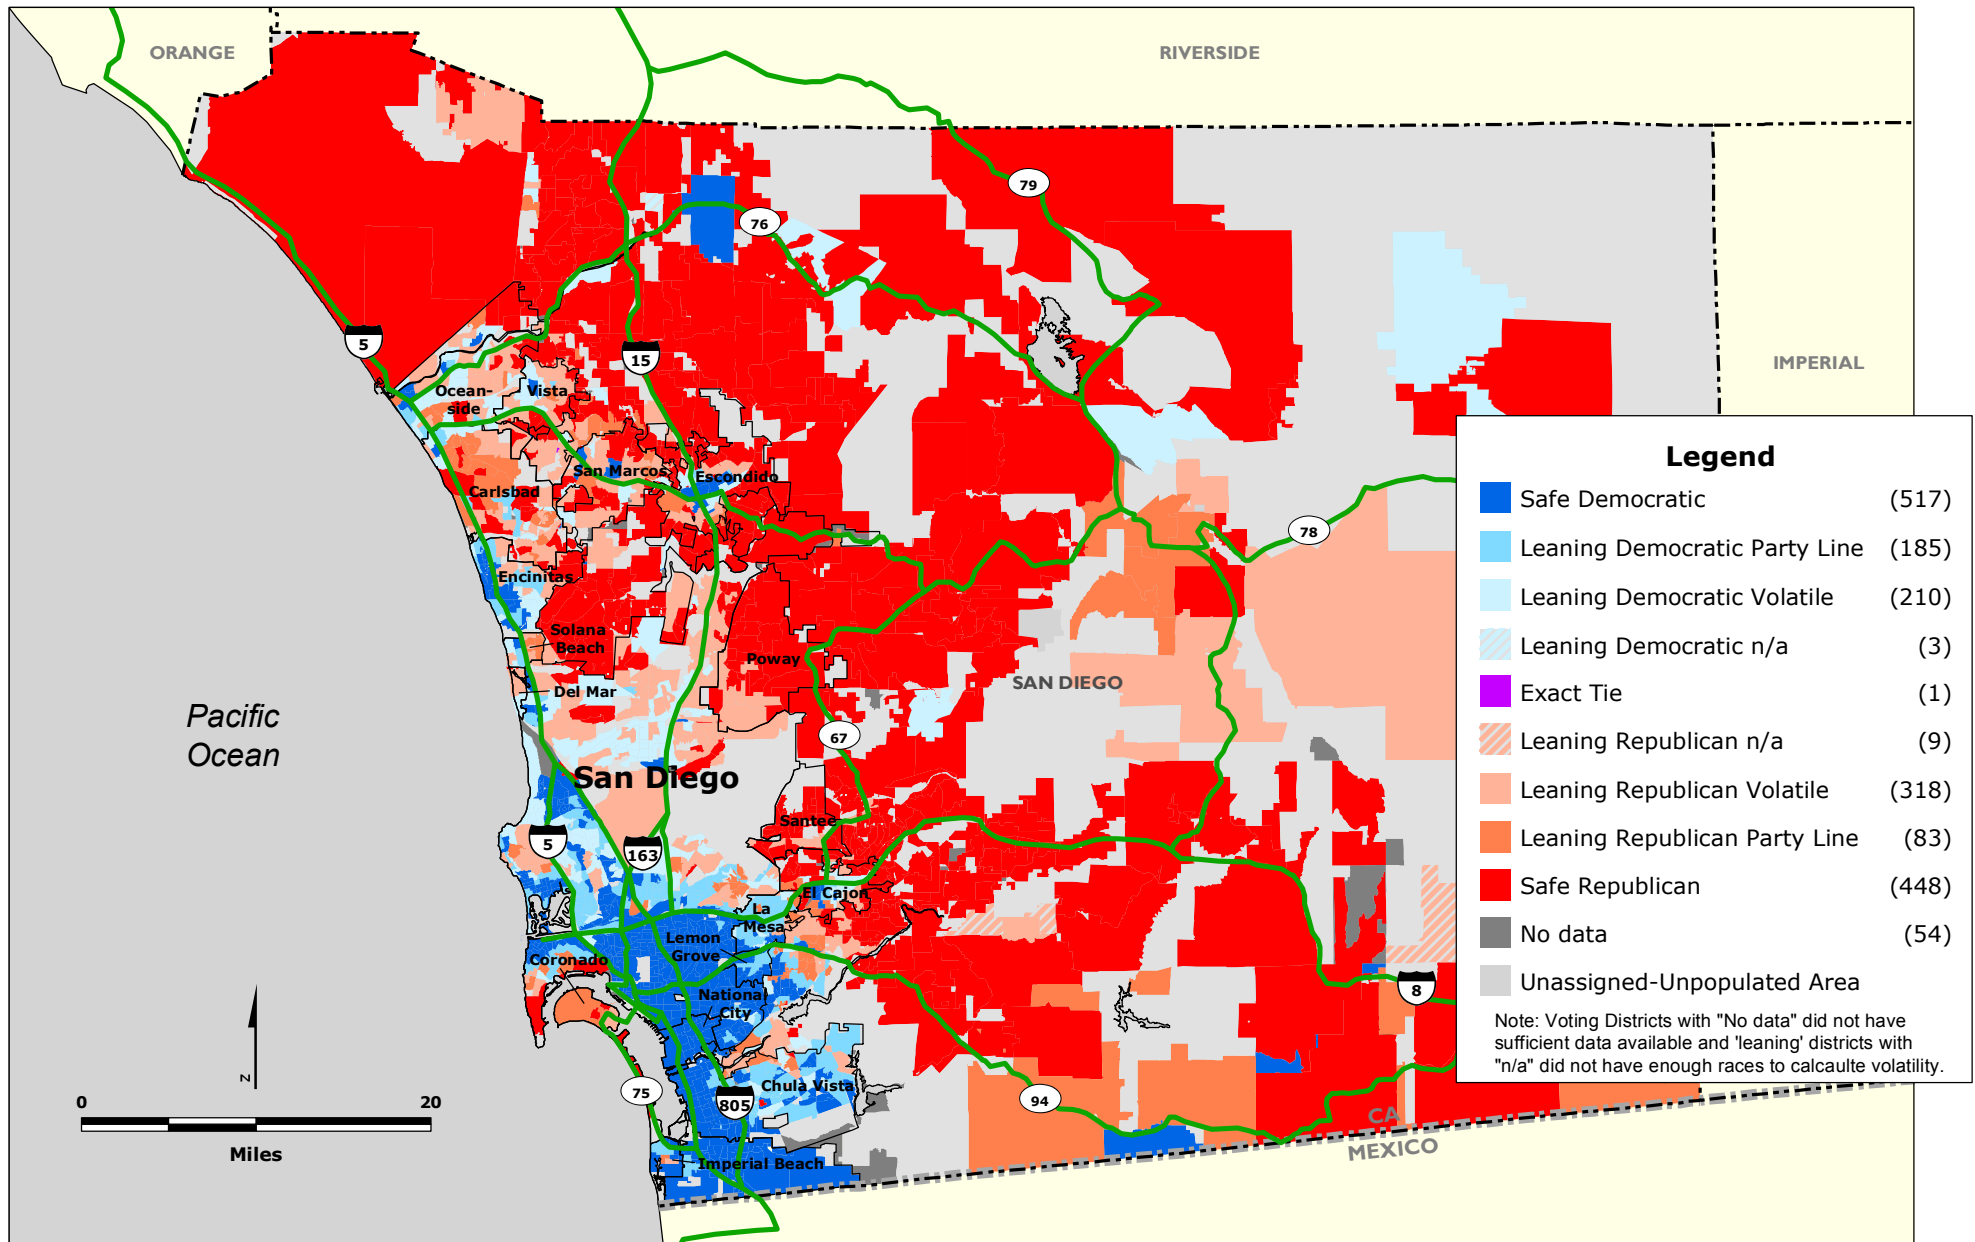 ORANGE
RIVERSIDE
79
76
5
15
IMPERIAL
Ocean-
side
Vista
San Marcos
Escondido
Carlsbad
78
Encinitas
Solana
Beach
Poway
SAN DIEGO
Del Mar
Pacific
Ocean
67
San Diego
Santee
5
163
El Cajon
La
Mesa
Lemon
Grove
Coronado
National
City
8
Chula Vista
75
805
94
CA
MEXICO
Imperial Beach
N
0 20
Miles
Legend
Safe Democratic (517)
Leaning Democratic Party Line (185)
Leaning Democratic Volatile (210)
Leaning Democratic n/a (3)
Exact Tie (1)
Leaning Republican n/a (9)
Leaning Republican Volatile (318)
Leaning Republican Party Line (83)
Safe Republican (448)
No data (54)
Unassigned-Unpopulated Area
Note: Voting Districts with "No data" did not have
sufficient data available and 'leaning' districts with
"n/a" did not have enough races to calcaulte volatility.